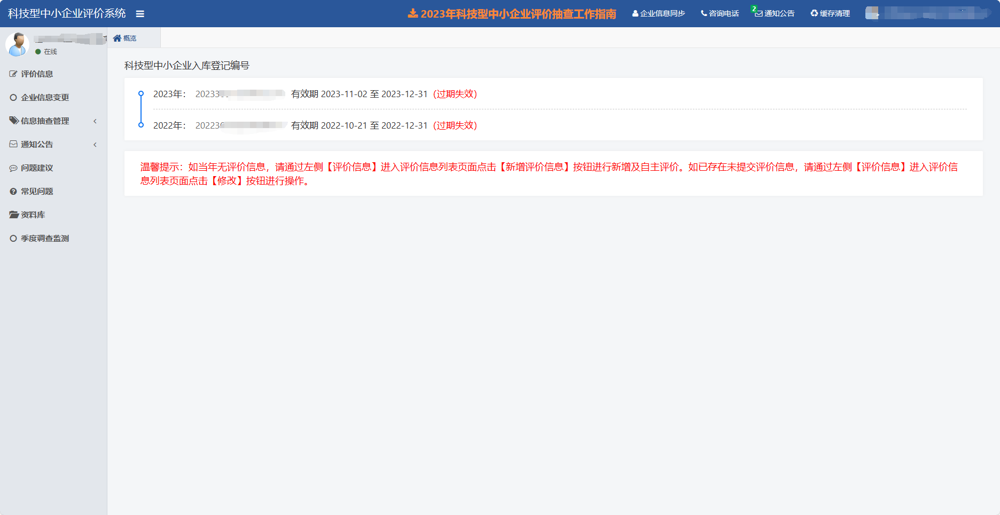 科技型中小企业评价系统
2023年科技型中小企业评价抽查工作指南
企业信息同步
咨询电话
2
通知公告
缓存清理
在线
概览
评价信息
企业信息变更
信息抽查管理
通知公告
问题建议
常见问题
资料库
季度调查监测
科技型中小企业入库登记编号
2023年： 20233 有效期 2023-11-02 至 2023-12-31（过期失效）
2022年： 20223 有效期 2022-10-21 至 2022-12-31（过期失效）
温馨提示：如当年无评价信息，请通过左侧【评价信息】进入评价信息列表页面点击【新增评价信息】按钮进行新增及自主评价。如已存在未提交评价信息，请通过左侧【评价信息】进入评价信
息列表页面点击【修改】按钮进行操作。